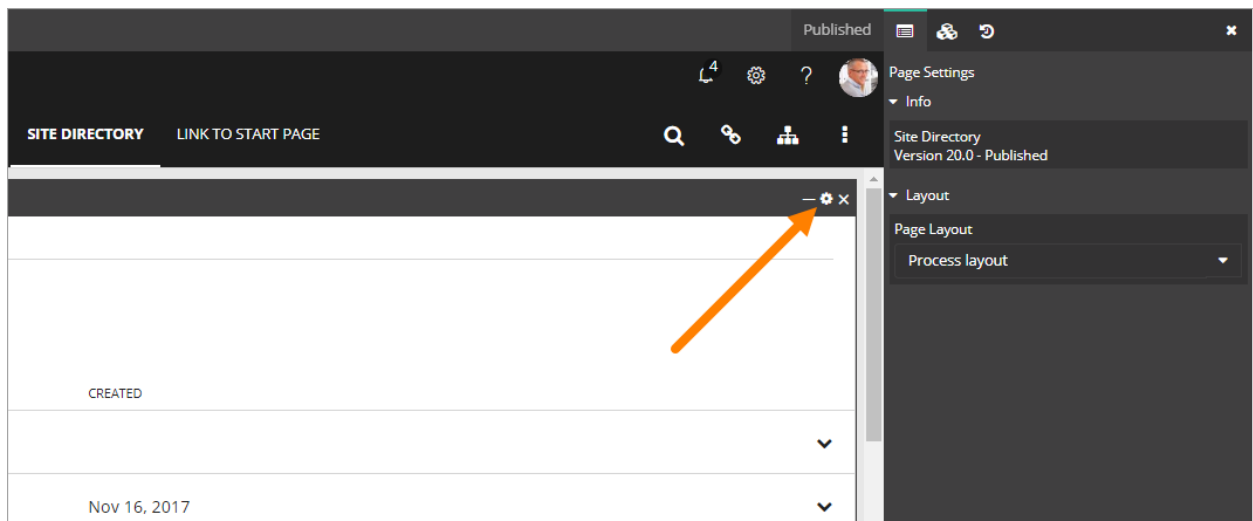 Published
4
?
Page Settings
Info
SITE DIRECTORY LINK TO START PAGE
Site Directory
Version 20.0 - Published
Layout
Page Layout
Process layout
CREATED
Nov 16, 2017